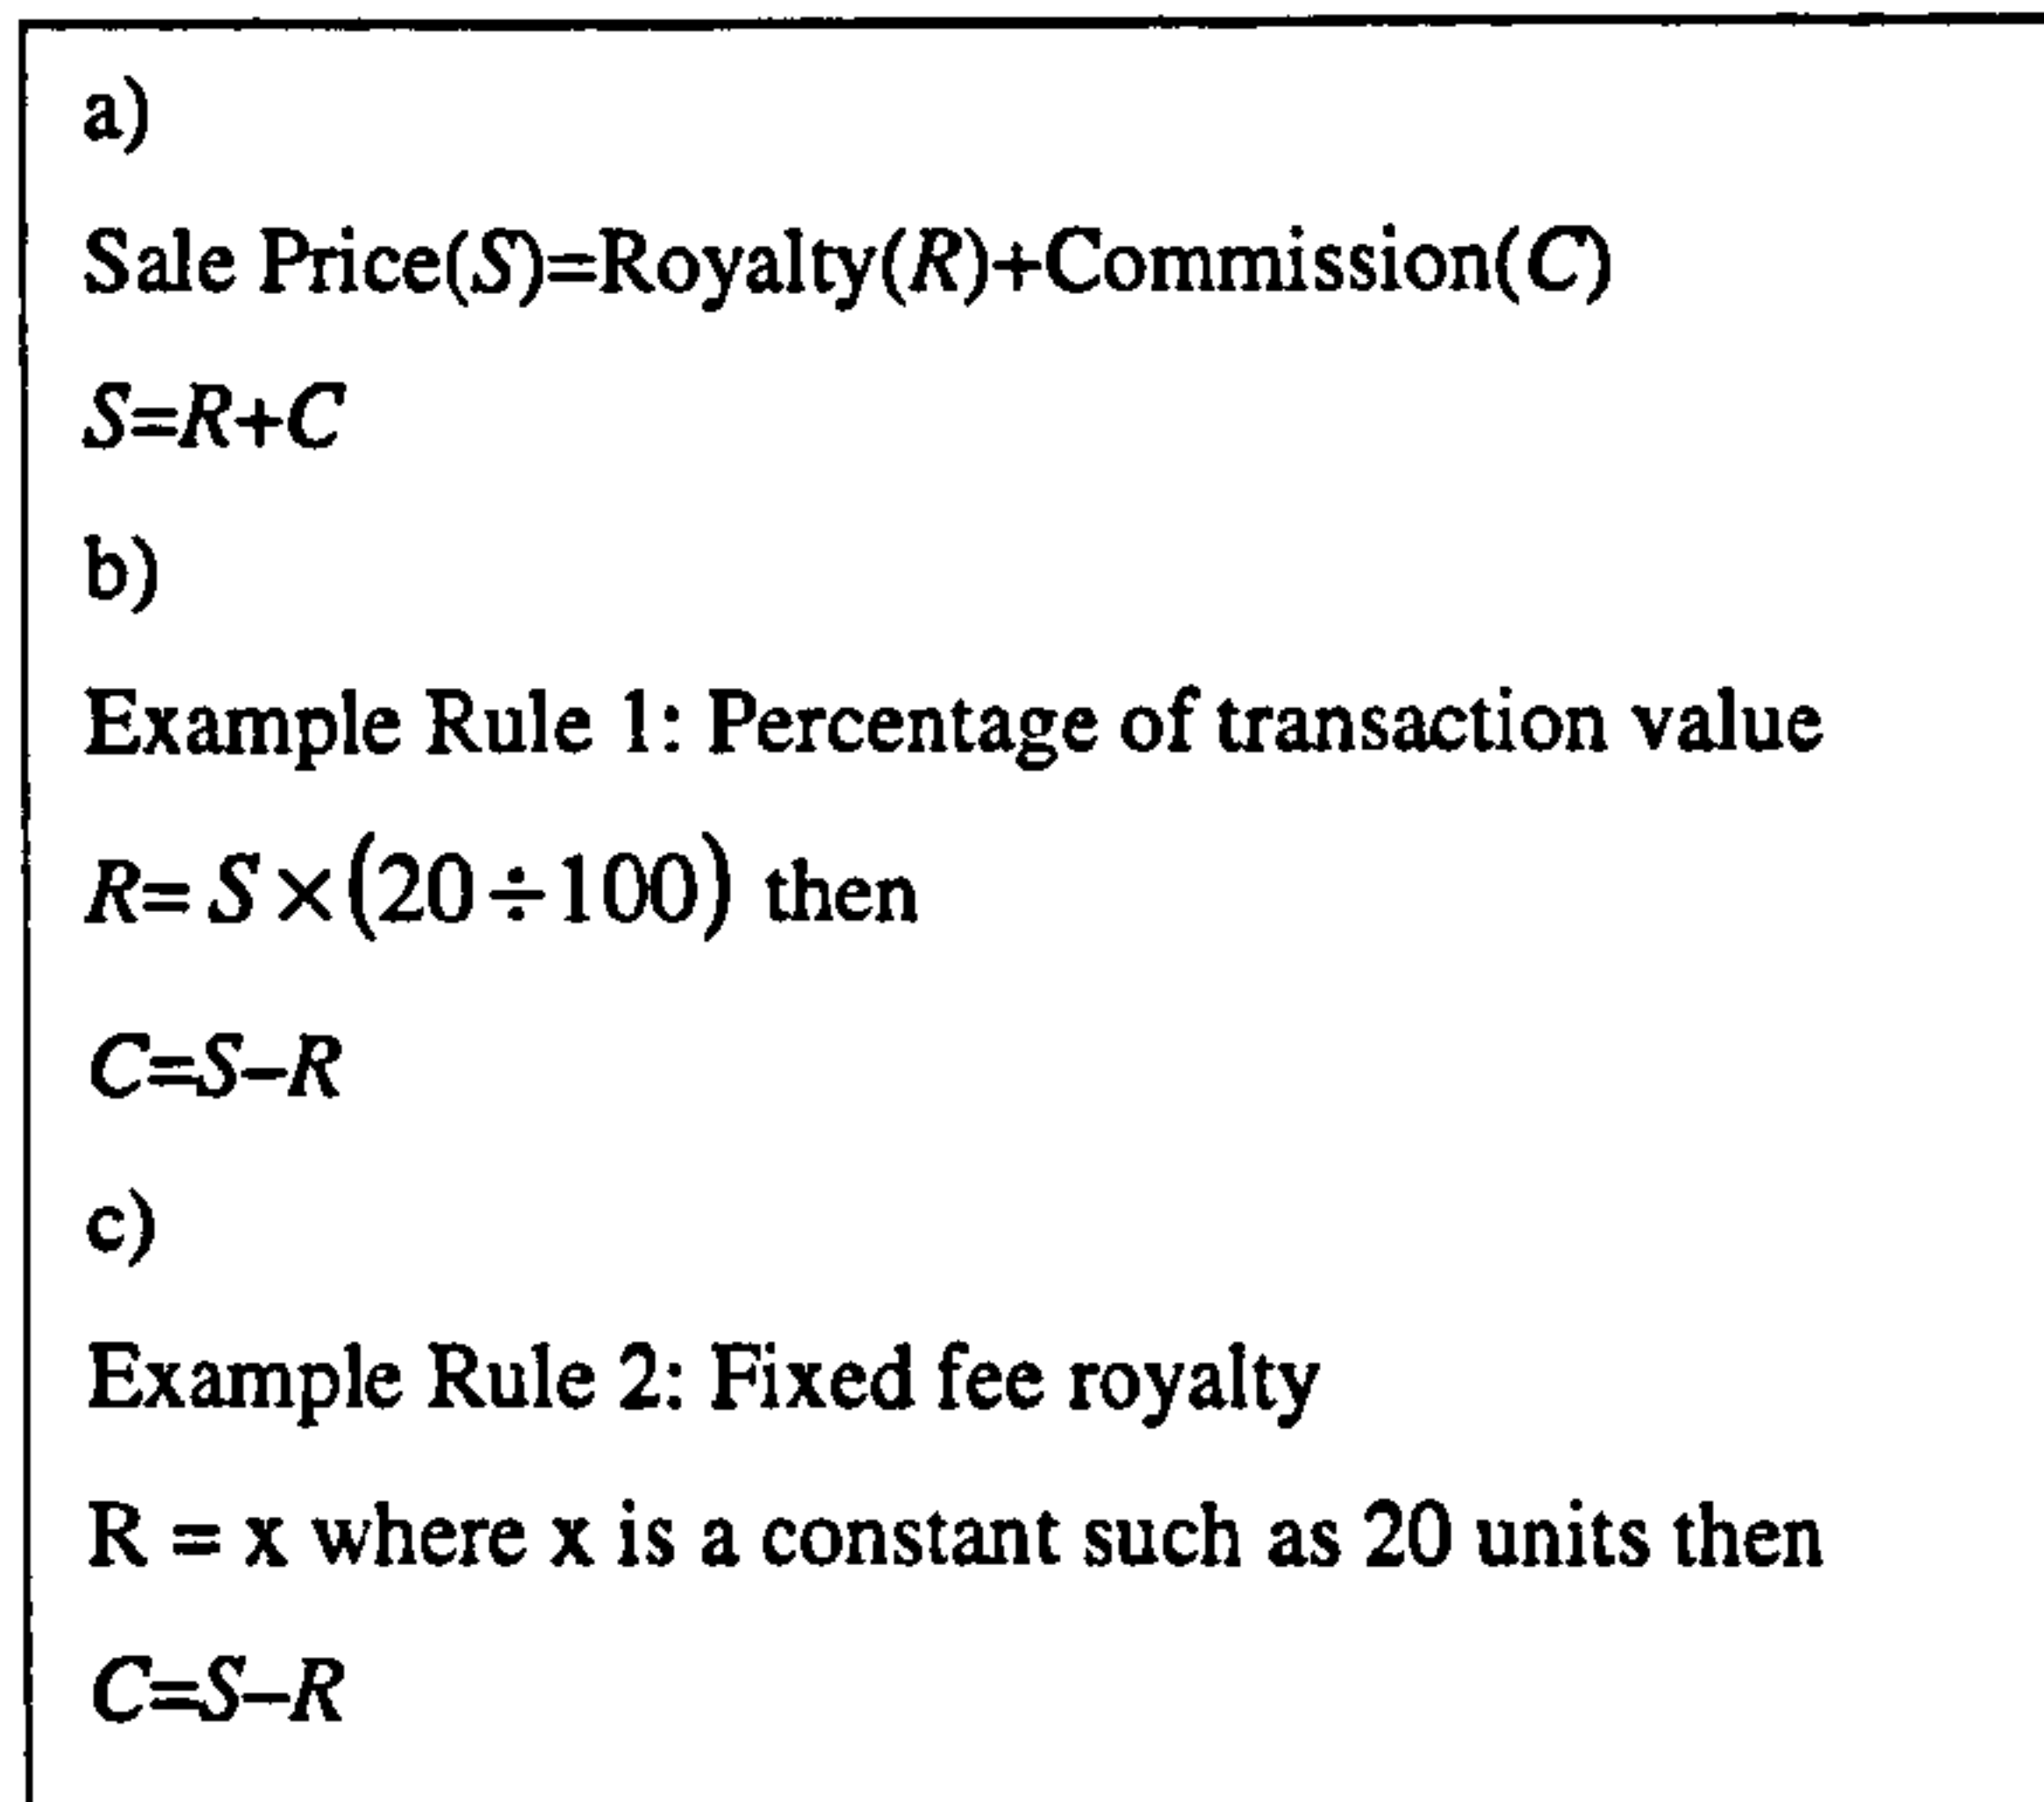 a)
Sale Price(S)=Royalty(R)+Commission(C)
S=R+C
b)
Example Rule 1: Percentage of transaction value
R= S×(20÷100) then
C=S–R
c)
Example Rule 2: Fixed fee royalty
R = x where x is a constant such as 20 units then
C=S–R